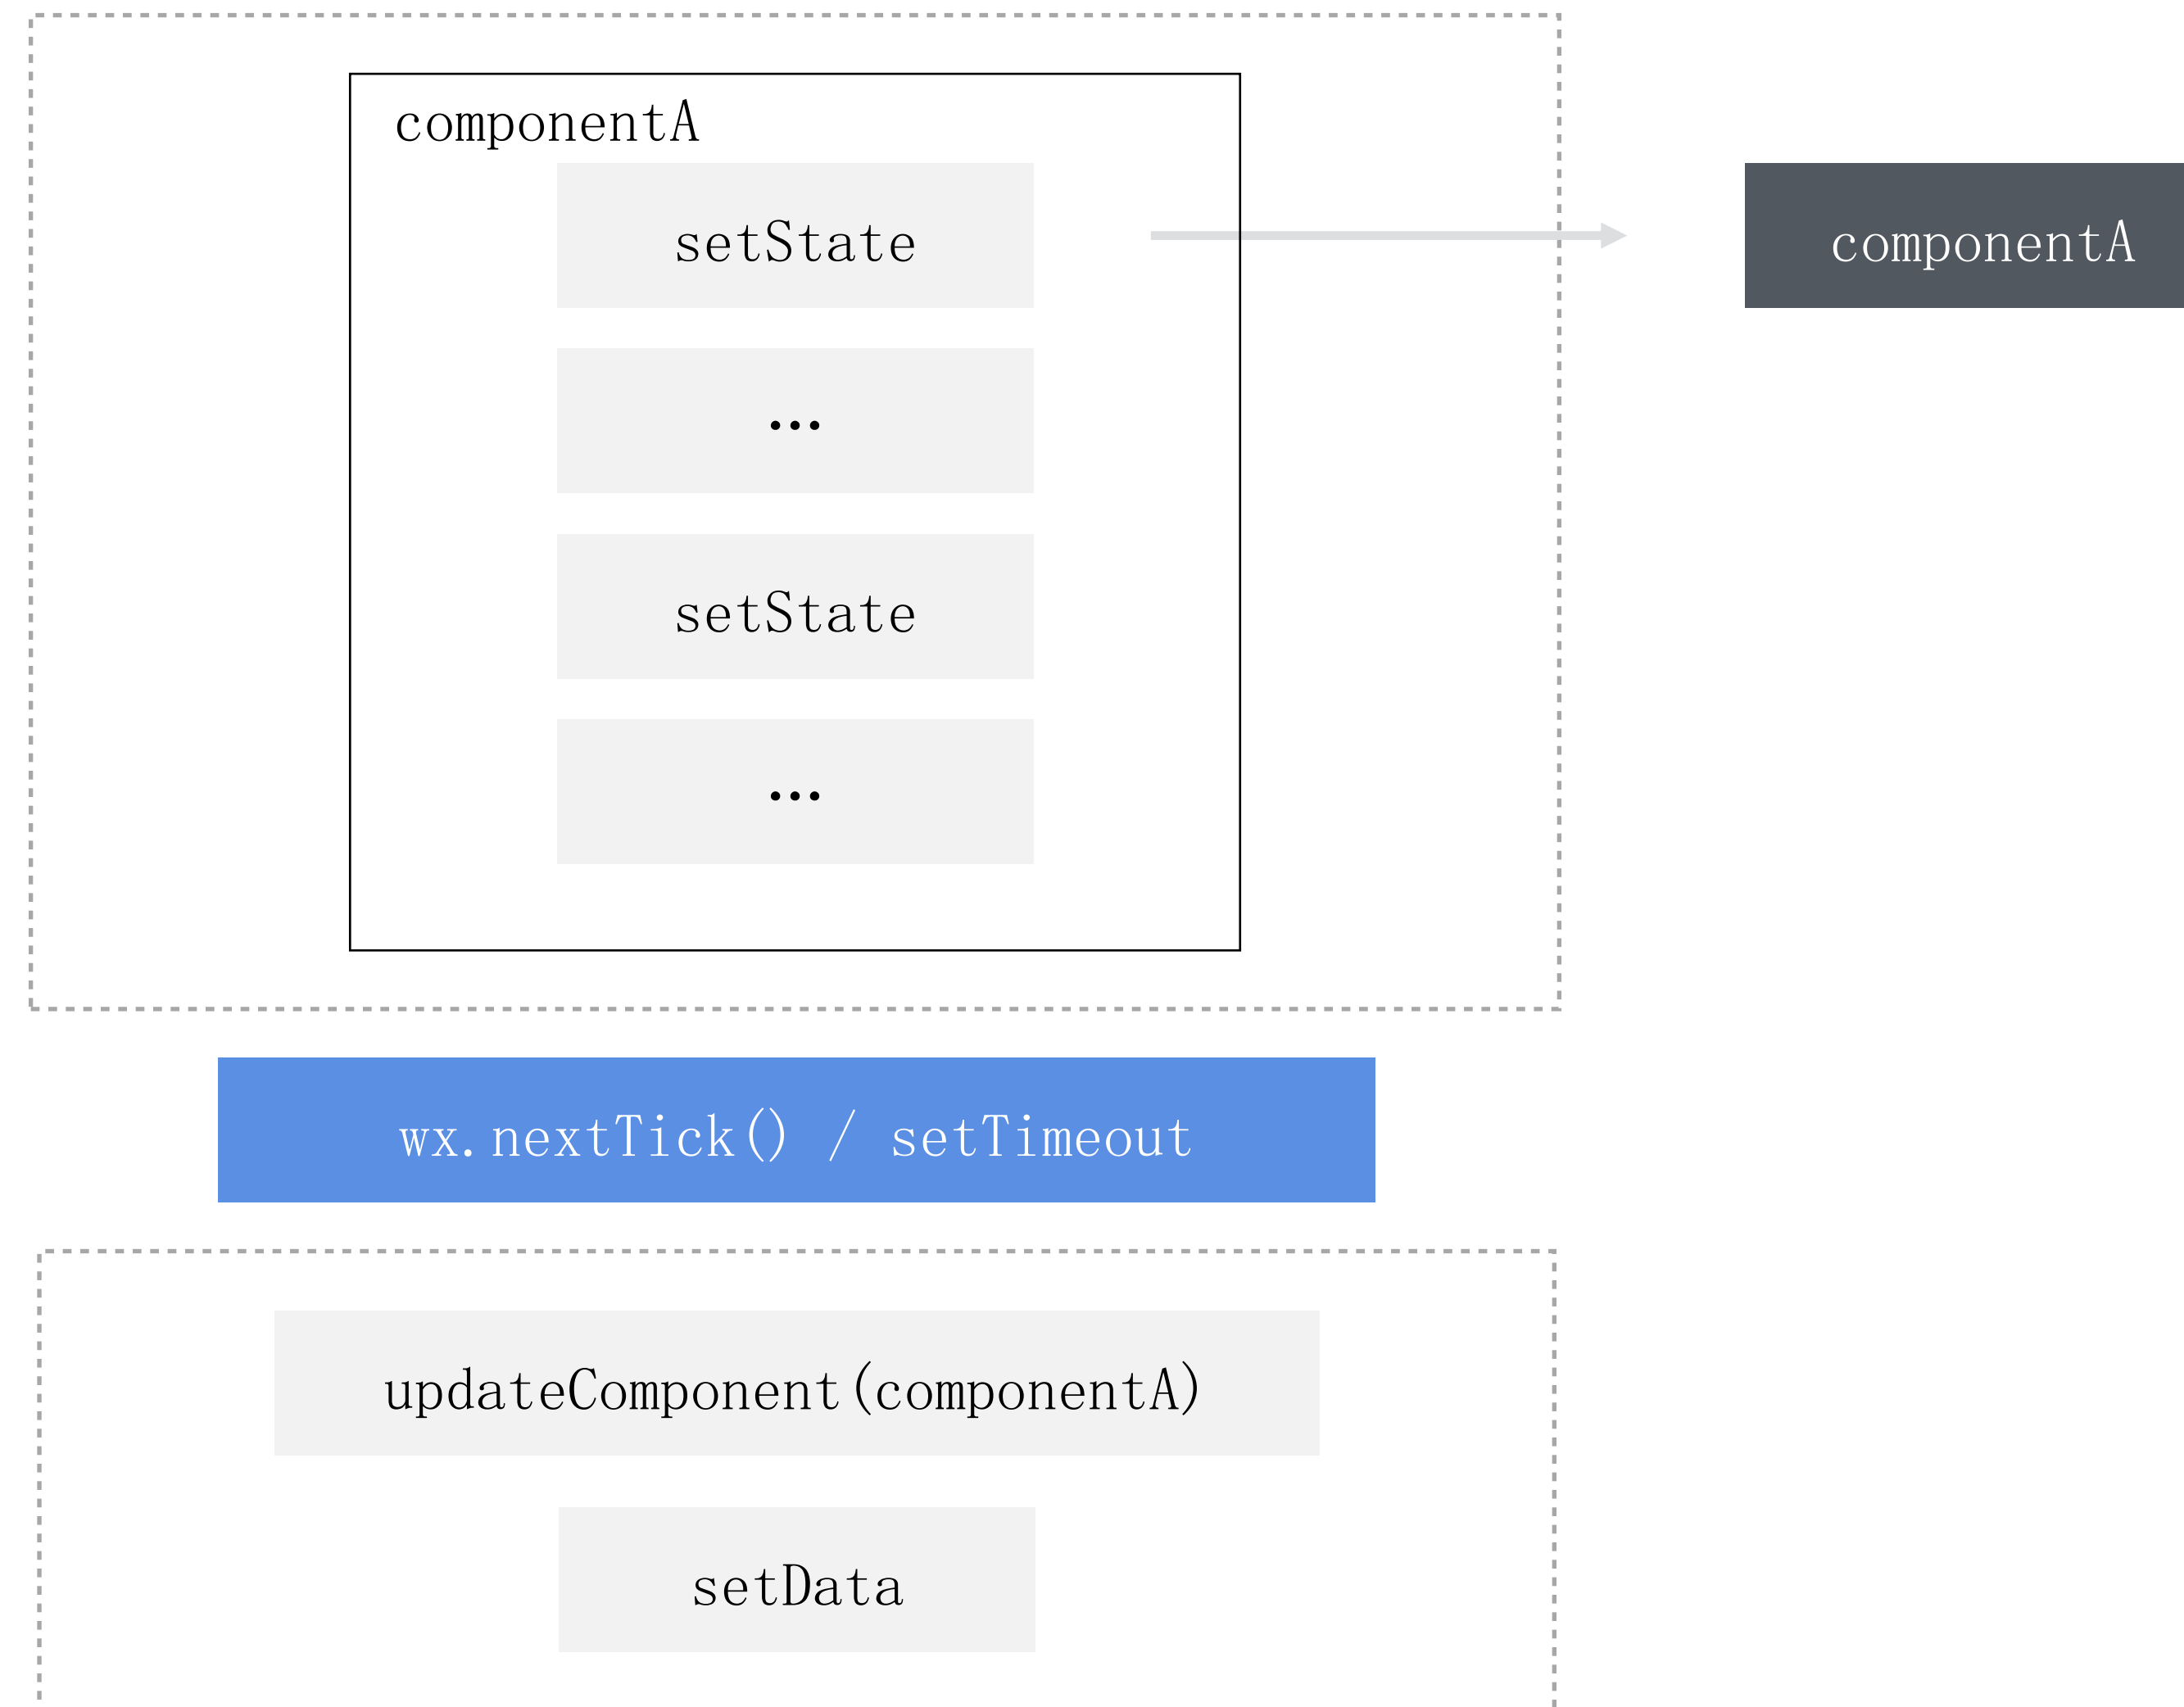 componentA
setState
componentA
...
setState
...
wx.nextTick() / setTimeout
updateComponent(componentA)
setData